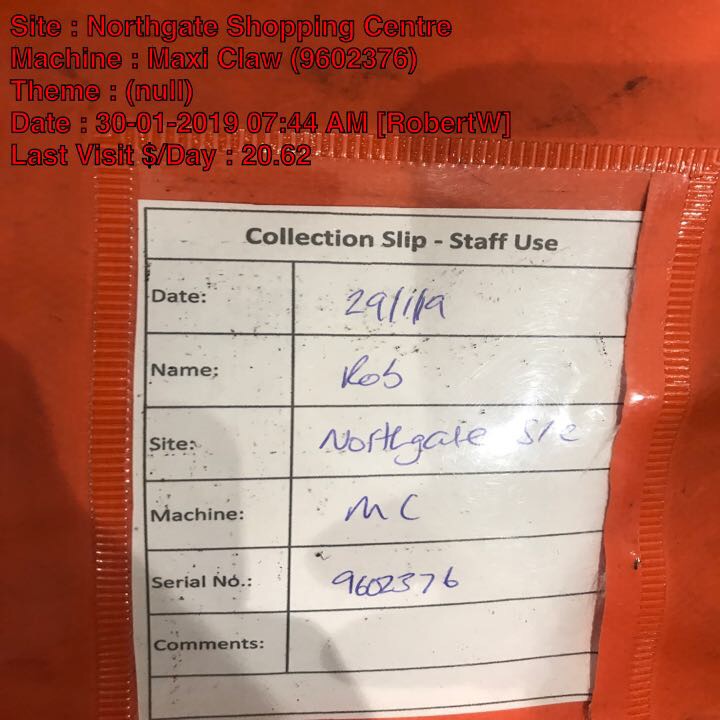 Site : Northgate Shopping Centre
Machine : Maxi Claw (9602376)
Theme : (null)
Date : 30-01-2019 07:44 AM [RobertW]
Last Visit $/Day : 20.62
Collection Slip - Staff Use
Date: 29/1/19
Name: Rob
Site: Northgate S/C
Machine: MC
Serial No.: 9602376
Comments: